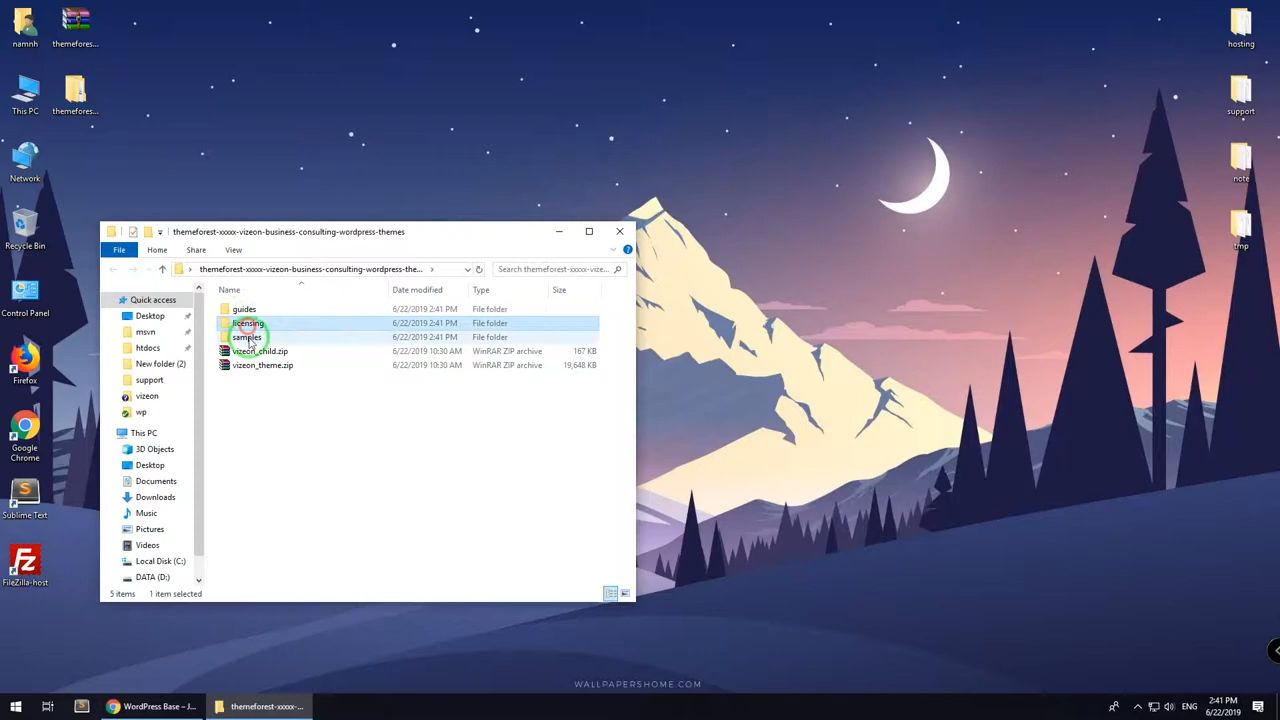 namnh
themefores...
This PC
themefores...
Network
Recycle Bin
Control Panel
Firefox
Google
Chrome
Sublime Text
FileZilla-host
hosting
support
note
tmp
themeforest-xxxxx-vizeon-business-consulting-wordpress-themes
File
Home
Share
View
themeforest-xxxxx-vizeon-business-consulting-wordpress-the...
Search themeforest-xxxxx-vize...
Name
Date modified
Type
Size
guides 6/22/2019 2:41 PM File folder
licensing 6/22/2019 2:41 PM File folder
samples 6/22/2019 2:41 PM File folder
vizeon_child.zip 6/22/2019 10:30 AM WinRAR ZIP archive 167 KB
vizeon_theme.zip 6/22/2019 10:30 AM WinRAR ZIP archive 19,648 KB
Quick access
Desktop
msvn
htdocs
New folder (2)
support
vizeon
wp
This PC
3D Objects
Desktop
Documents
Downloads
Music
Pictures
Videos
Local Disk (C:)
DATA (D:)
5 items 1 item selected
WALLPAPERSHOME.COM
WordPress Base – J...
themeforest-xxxxx-...
2:41 PM
6/22/2019